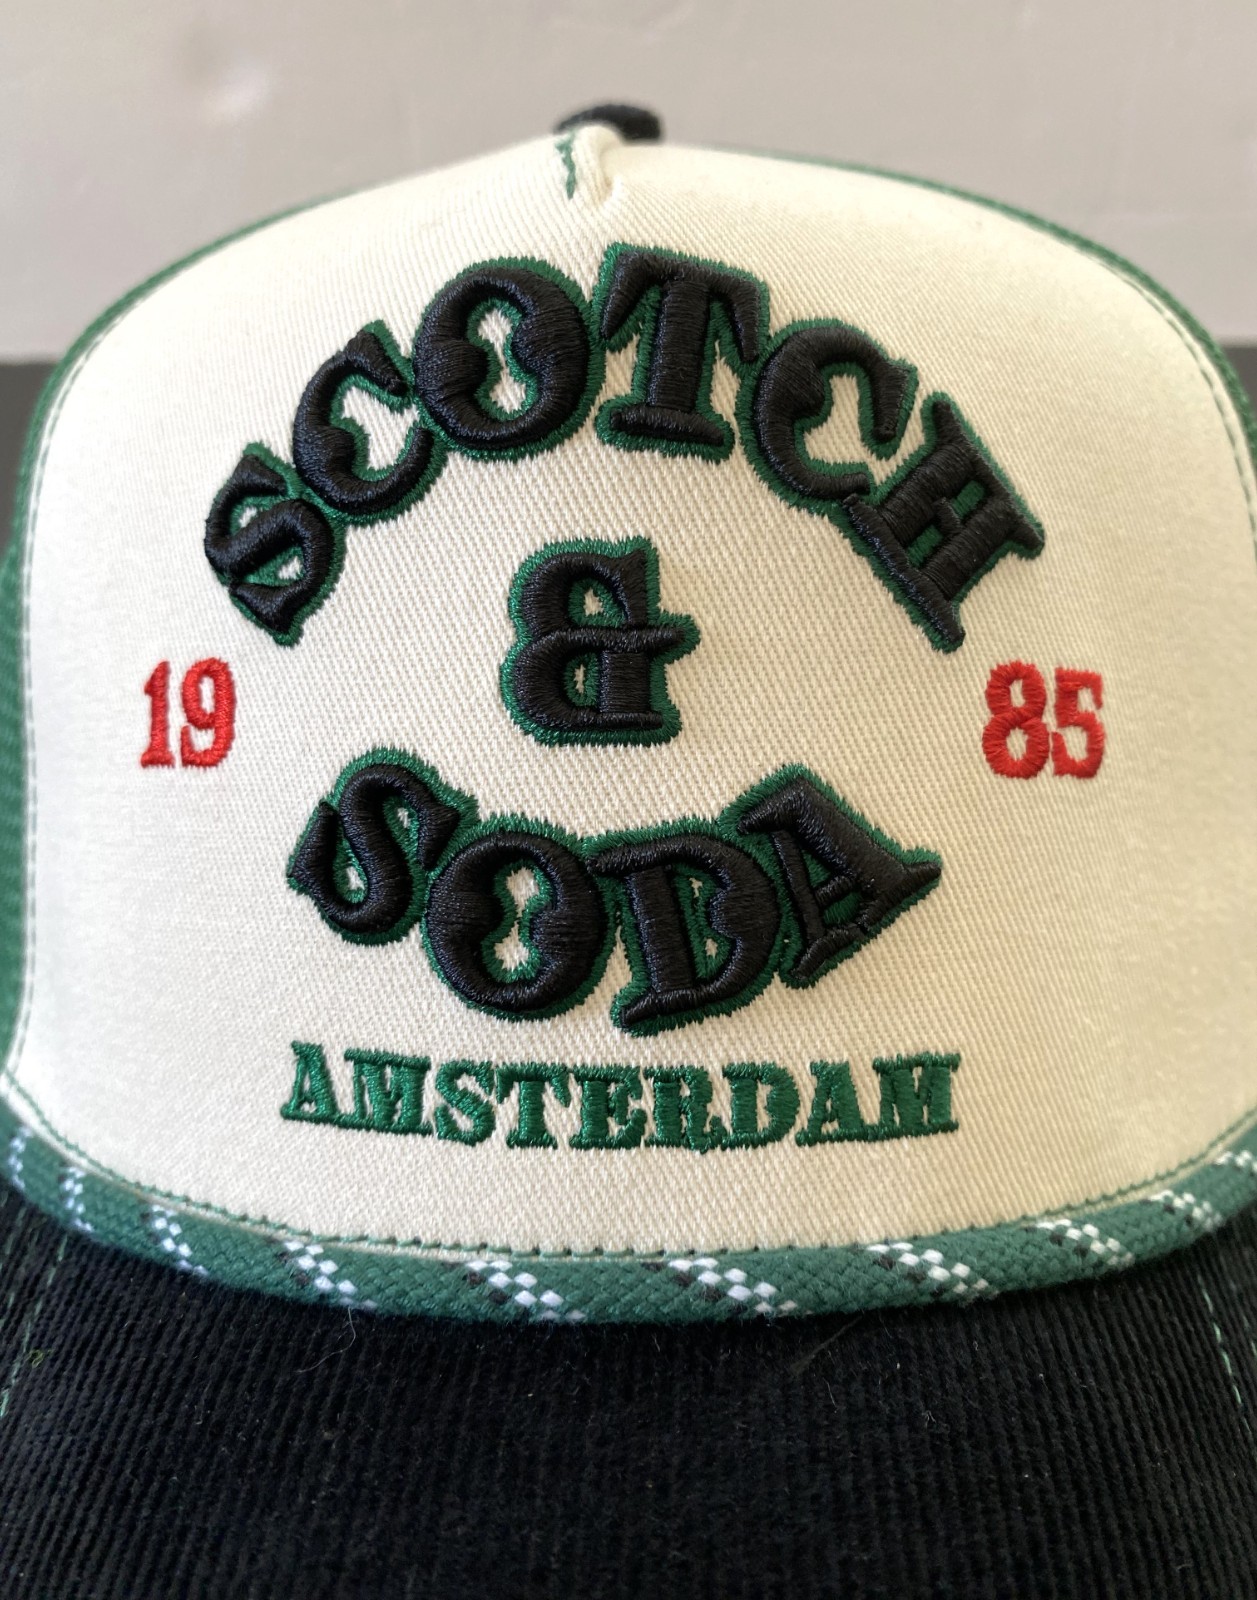 SCOTCH
&
19 85
SODA
AMSTERDAM